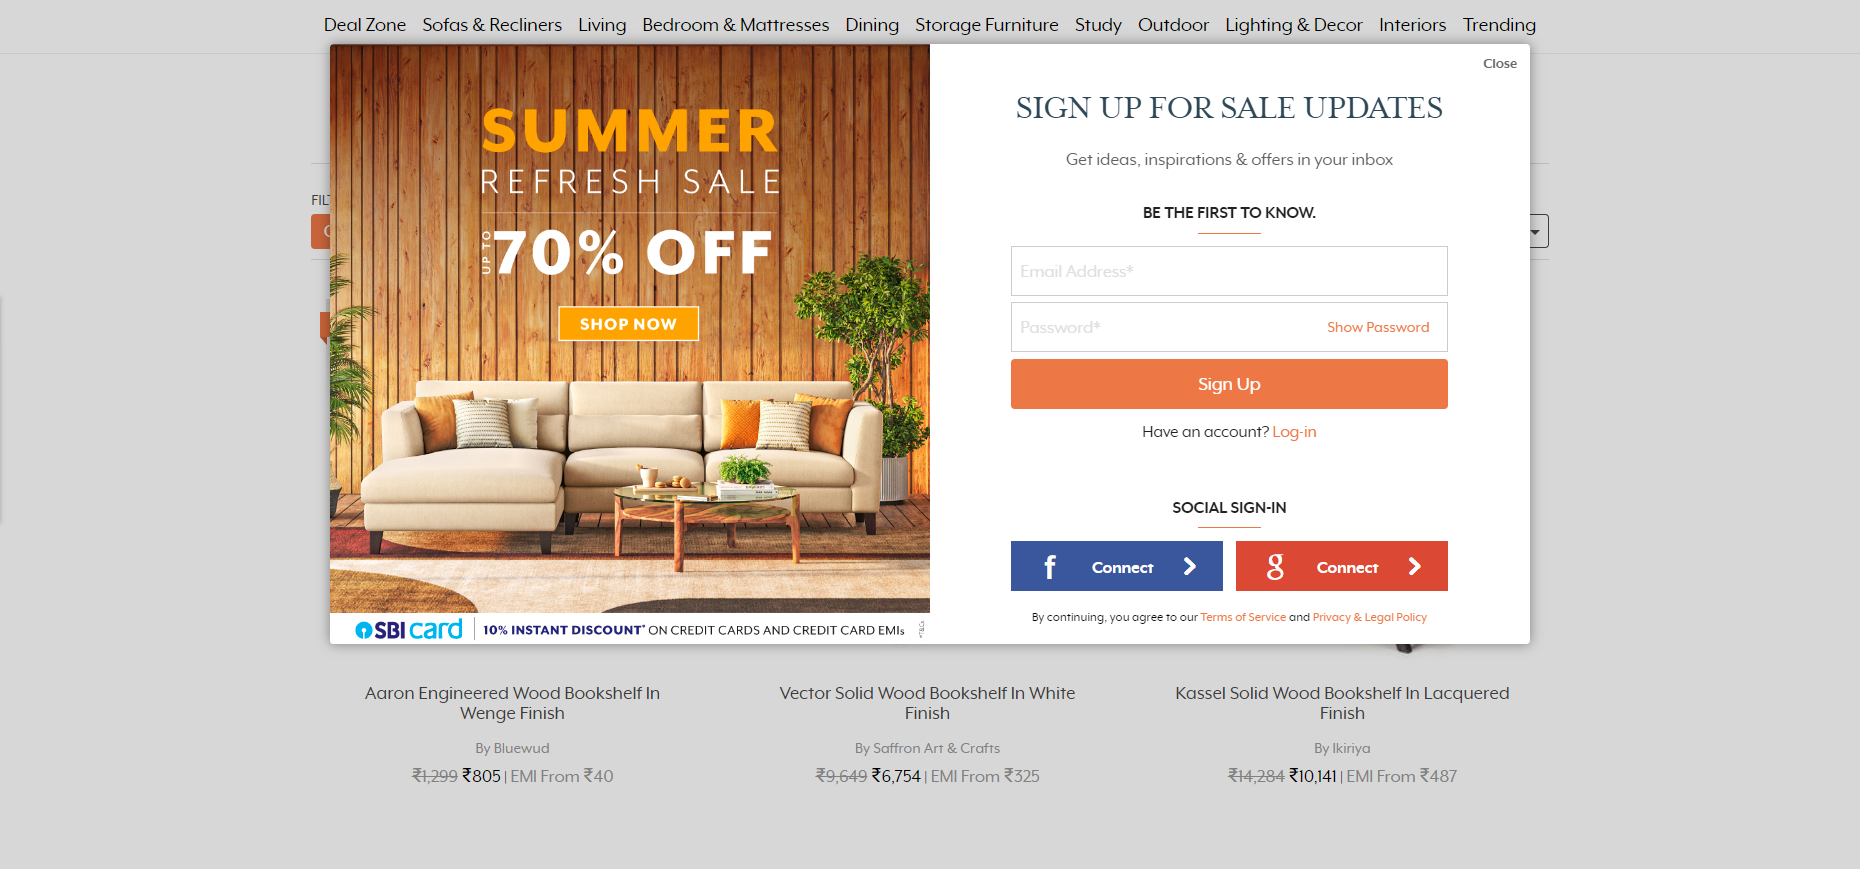 Deal Zone Sofas & Recliners Living Bedroom & Mattresses Dining Storage Furniture Study Outdoor Lighting & Decor Interiors Trending
Close
SUMMER
REFRESH SALE
UP TO 70% OFF
SHOP NOW
SBI card 10% INSTANT DISCOUNT* ON CREDIT CARDS AND CREDIT CARD EMIs *T&Cs
SIGN UP FOR SALE UPDATES
Get ideas, inspirations & offers in your inbox
BE THE FIRST TO KNOW.
Email Address*
Password* Show Password
Sign Up
Have an account? Log-in
SOCIAL SIGN-IN
f Connect
g Connect
By continuing, you agree to our Terms of Service and Privacy & Legal Policy
Aaron Engineered Wood Bookshelf In
Wenge Finish
By Bluewud
₹1,299 ₹805 | EMI From ₹40
Vector Solid Wood Bookshelf In White
Finish
By Saffron Art & Crafts
₹9,649 ₹6,754 | EMI From ₹325
Kassel Solid Wood Bookshelf In Lacquered
Finish
By Ikiriya
₹14,284 ₹10,141 | EMI From ₹487